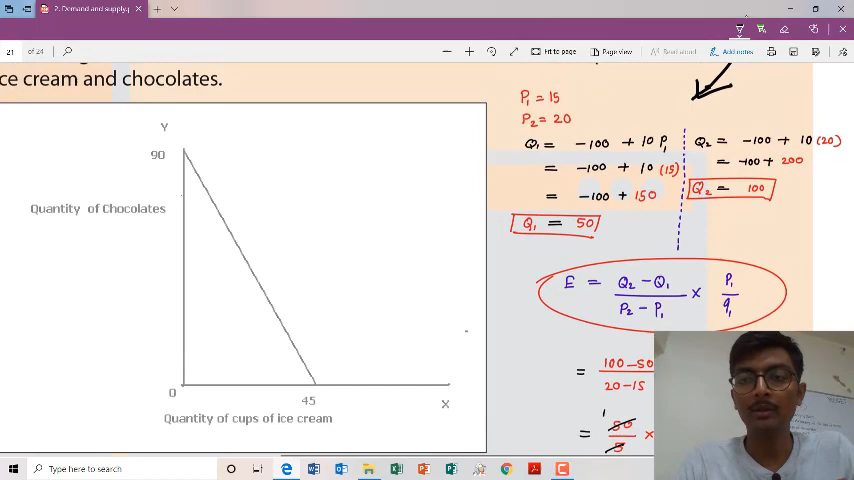 2. Demand and supply.p
21 of 24
Fit to page
Page view
Read aloud
Add notes
ce cream and chocolates.
Y
90
Quantity of Chocolates
0
45
X
Quantity of cups of ice cream
P₁ = 15
P₂ = 20
Q₁ = -100 + 10 P₁
= -100 + 10 (15)
= -100 + 150
Q₁ = 50
Q₂ = -100 + 10 (20)
= -100 + 200
Q₂ = 100
E = Q₂ - Q₁ / P₂ - P₁ × P₁ / q₁
= 100 - 50 / 20 - 15
= 50 / 5 ×
1
Type here to search